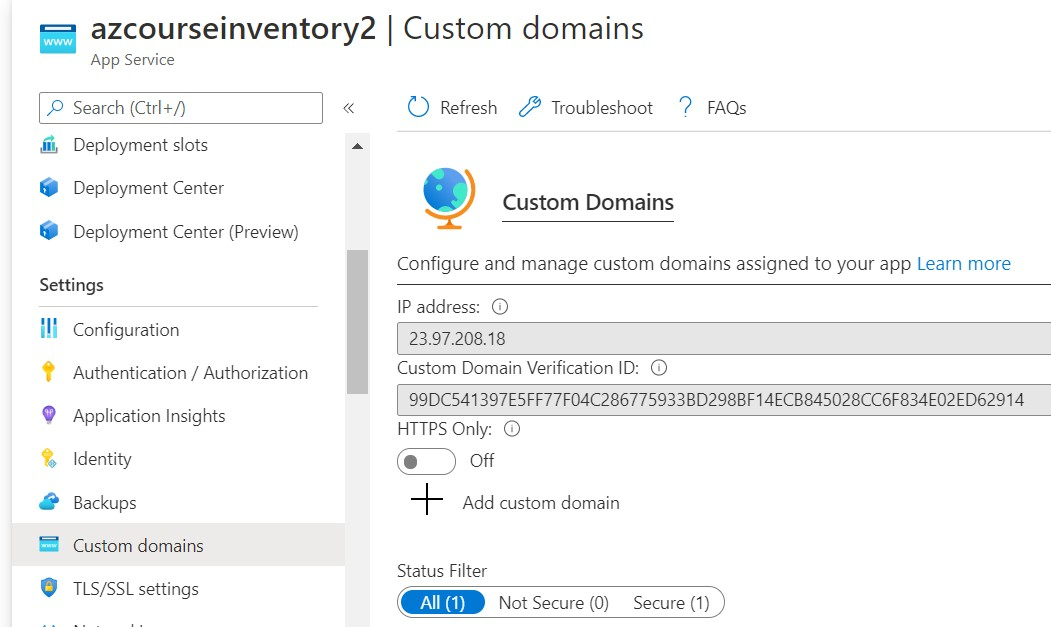 azcourseinventory2 | Custom domains
www
App Service
Search (Ctrl+/)
«
Refresh
Troubleshoot
? FAQs
Deployment slots
Deployment Center
Deployment Center (Preview)
Settings
Configuration
Authentication / Authorization
Application Insights
Identity
Backups
Custom domains
www
TLS/SSL settings
Custom Domains
Configure and manage custom domains assigned to your app Learn more
IP address:
23.97.208.18
Custom Domain Verification ID:
99DC541397E5FF77F04C286775933BD298BF14ECB845028CC6F834E02ED62914
HTTPS Only:
Off
Add custom domain
Status Filter
All (1) Not Secure (0) Secure (1)